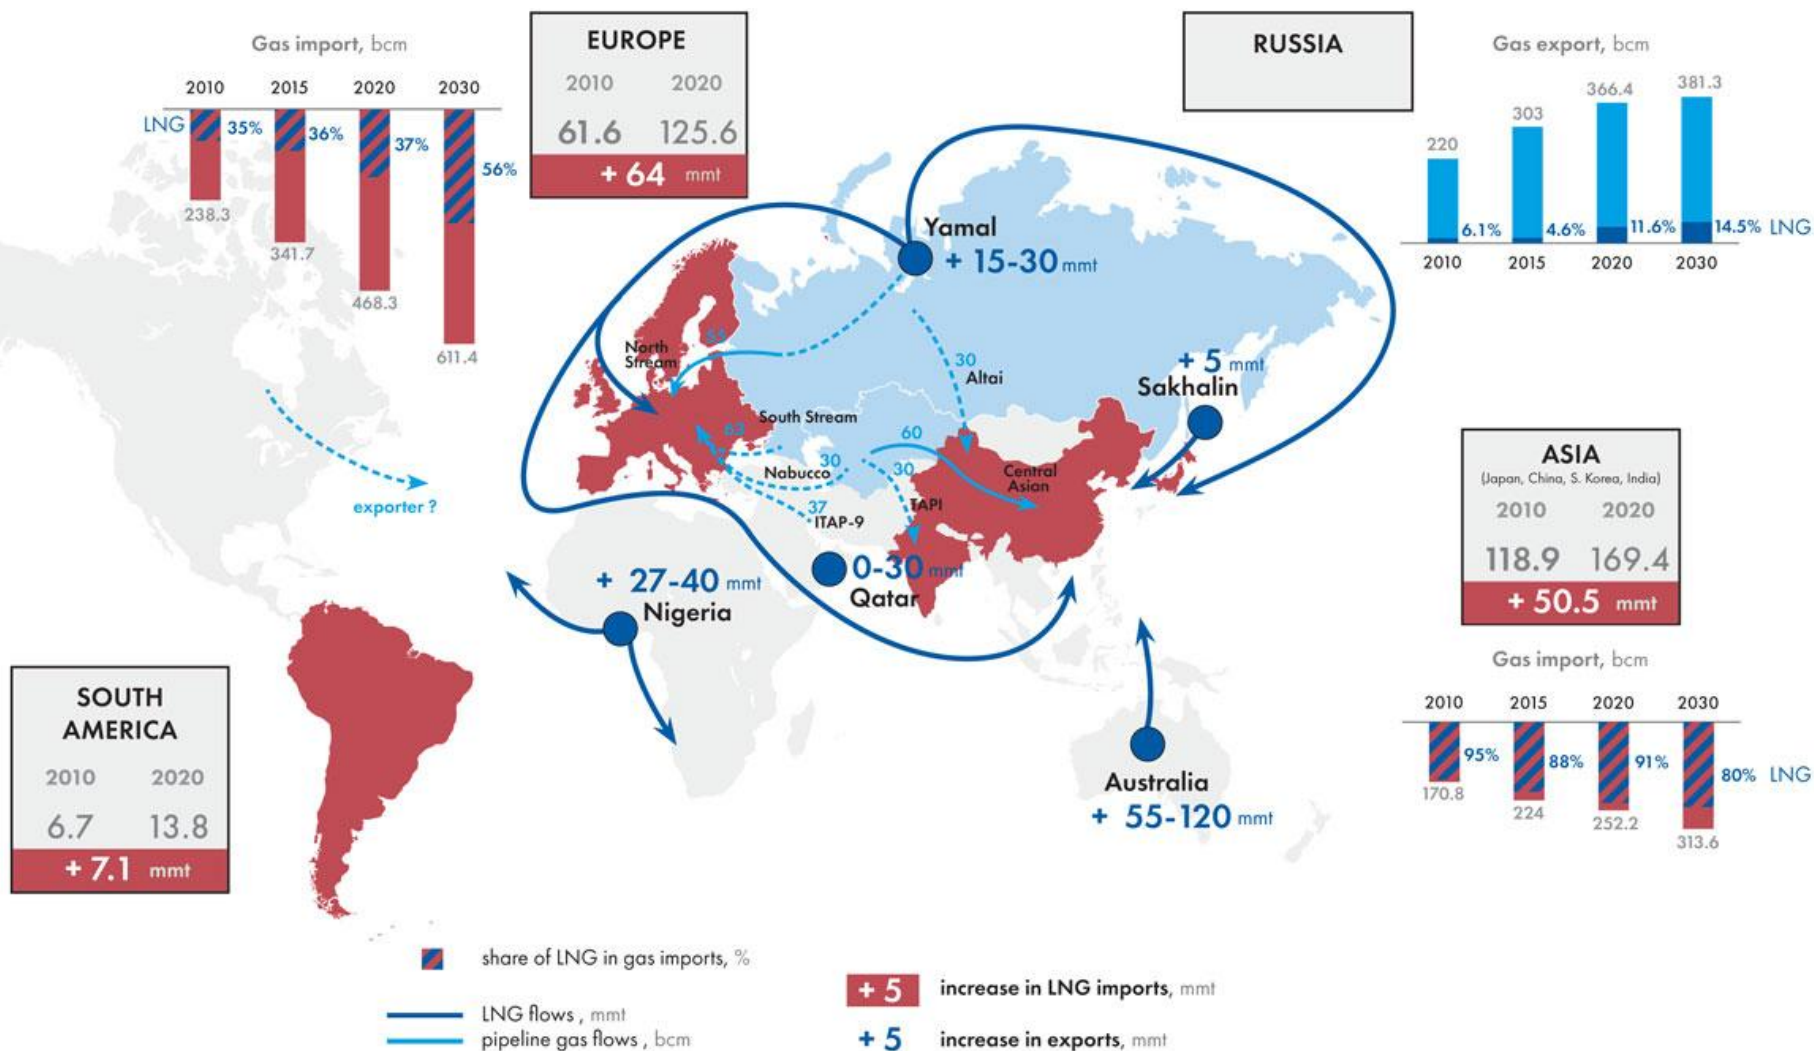 Gas import, bcm
2010 2015 2020 2030
LNG 35% 36% 37% 56%
238.3
341.7
468.3
611.4
EUROPE
2010 2020
61.6 125.6
+ 64 mmt
RUSSIA
Gas export, bcm
220 303 366.4 381.3
6.1% 4.6% 11.6% 14.5% LNG
2010 2015 2020 2030
Yamal
+ 15-30 mmt
55
North
Stream
30
Altai
+ 5 mmt
Sakhalin
South Stream
63
60
Nabucco
30
30
Central
Asian
37
ITAP-9
TAPI
exporter ?
+ 27-40 mmt
Nigeria
0-30 mmt
Qatar
Australia
+ 55-120 mmt
ASIA
(Japan, China, S. Korea, India)
2010 2020
118.9 169.4
+ 50.5 mmt
Gas import, bcm
2010 2015 2020 2030
95% 88% 91% 80% LNG
170.8
224
252.2
313.6
SOUTH
AMERICA
2010 2020
6.7 13.8
+ 7.1 mmt
share of LNG in gas imports, %
LNG flows , mmt
pipeline gas flows , bcm
+ 5 increase in LNG imports, mmt
+ 5 increase in exports, mmt